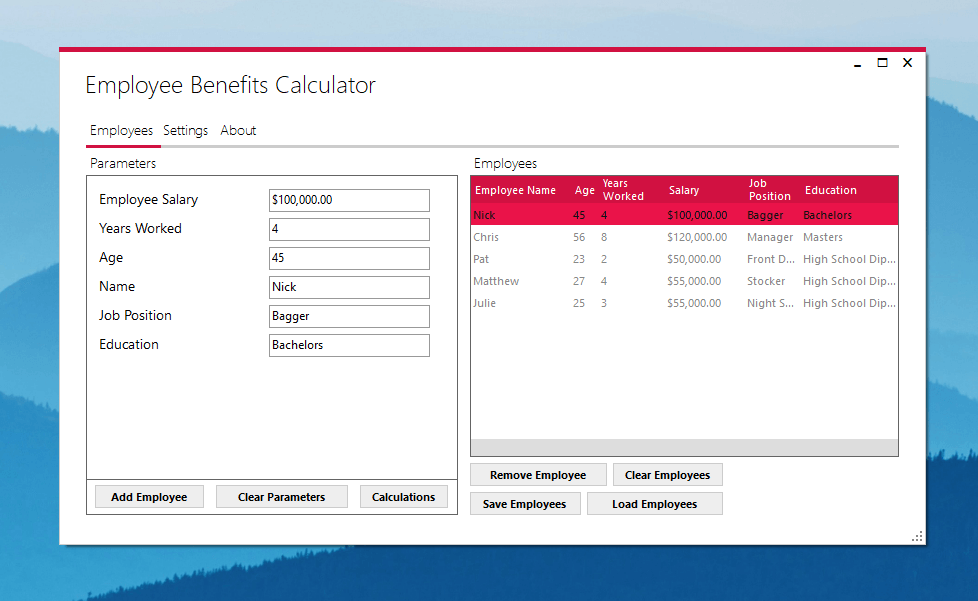 Employee Benefits Calculator
Employees Settings About
Parameters
Employee Salary $100,000.00
Years Worked 4
Age 45
Name Nick
Job Position Bagger
Education Bachelors
Add Employee Clear Parameters Calculations
Employees
Employee Name Age Years Worked Salary Job Position Education
Nick 45 4 $100,000.00 Bagger Bachelors
Chris 56 8 $120,000.00 Manager Masters
Pat 23 2 $50,000.00 Front D... High School Dip...
Matthew 27 4 $55,000.00 Stocker High School Dip...
Julie 25 3 $55,000.00 Night S... High School Dip...
Remove Employee Clear Employees
Save Employees Load Employees